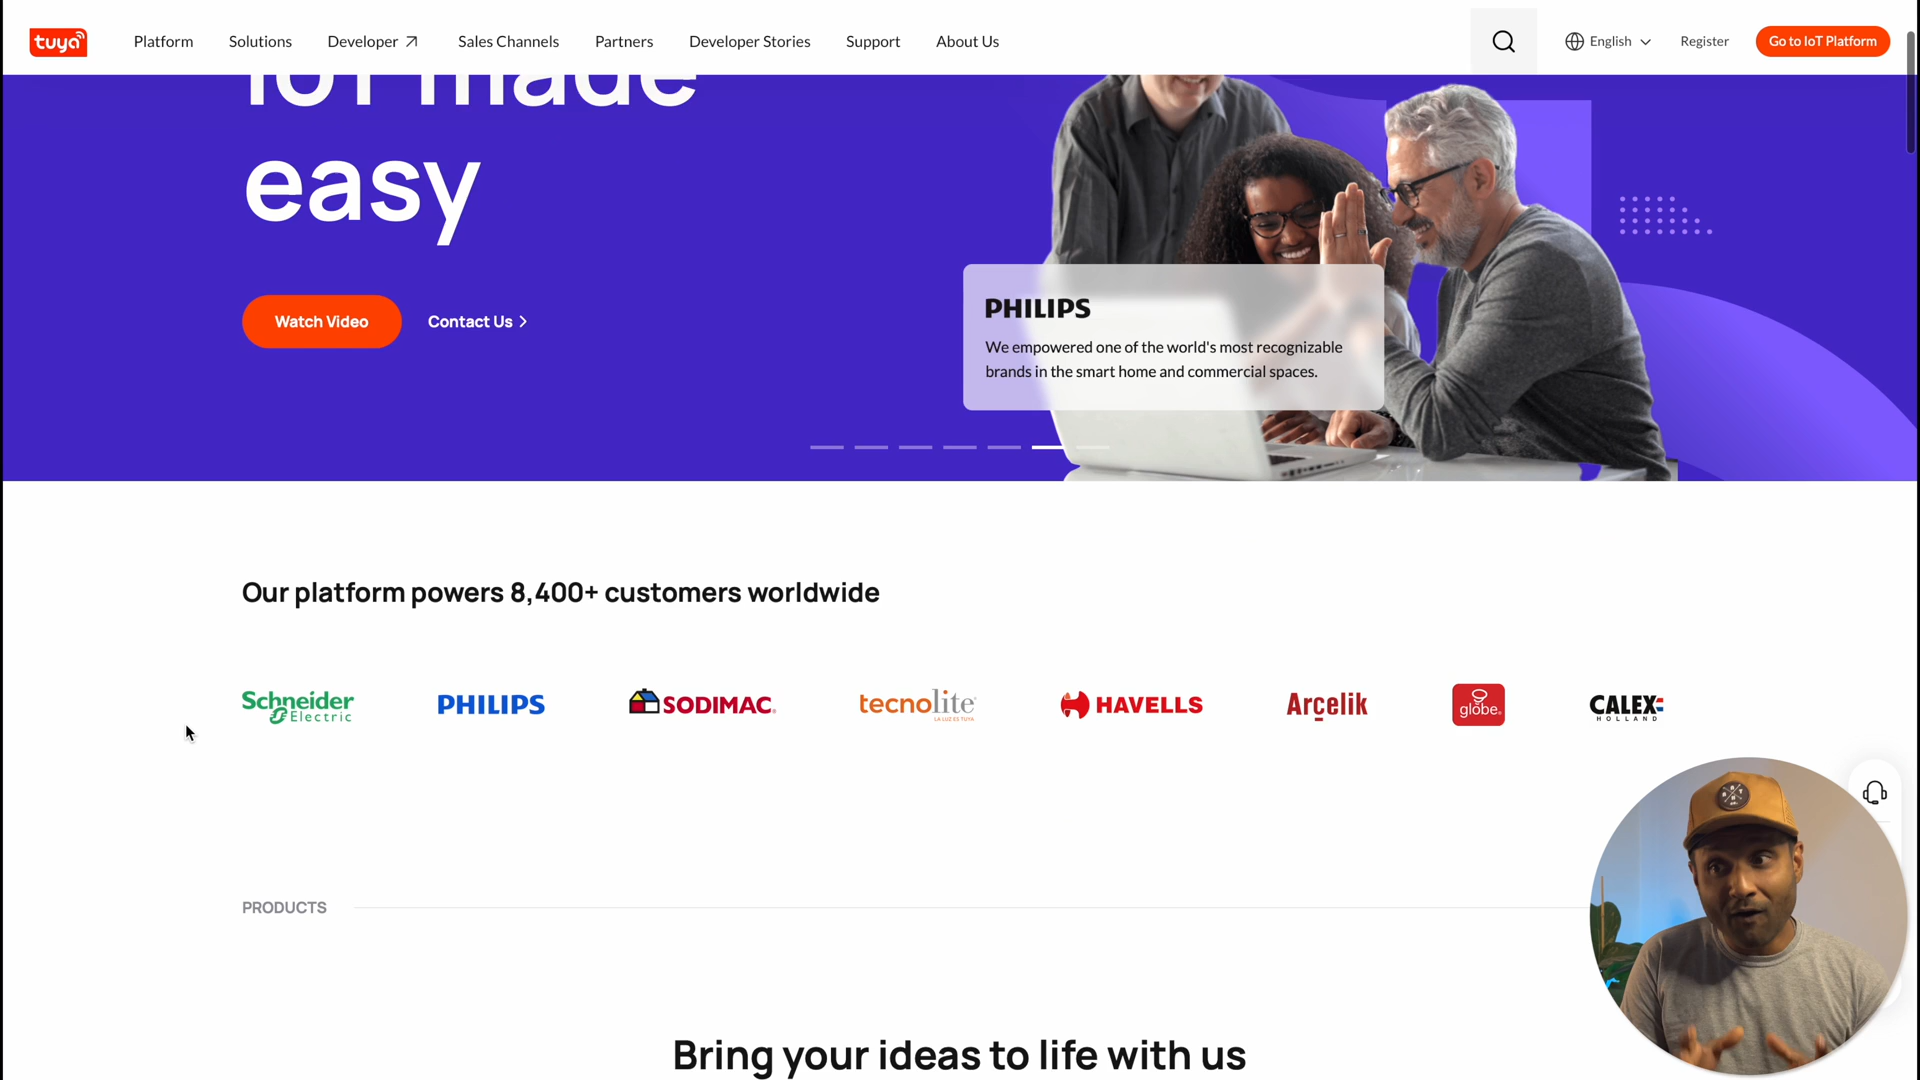 tuya
Platform
Solutions
Developer
Sales Channels
Partners
Developer Stories
Support
About Us
English
Register
Go to IoT Platform
IoT made
easy
Watch Video
Contact Us
PHILIPS
We empowered one of the world's most recognizable
brands in the smart home and commercial spaces.
Our platform powers 8,400+ customers worldwide
Schneider
Electric
PHILIPS
SODIMAC
tecnolite
LA LUZ ES TUYA
HAVELLS
Arçelik
globe
CALEX
HOLLAND
PRODUCTS
Bring your ideas to life with us